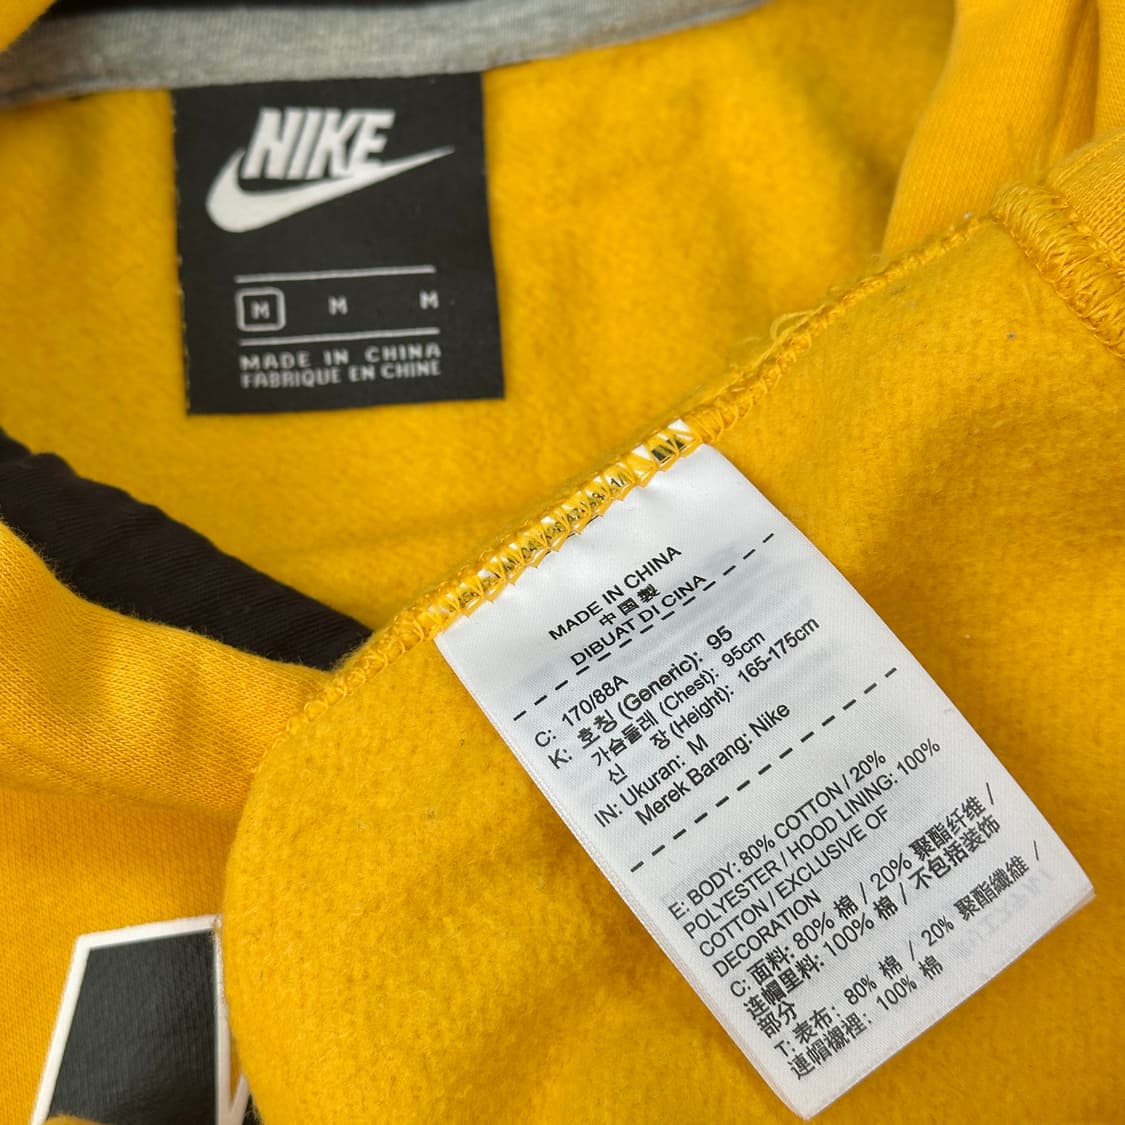 NIKE
M M M
MADE IN CHINA
FABRIQUE EN CHINE
MADE IN CHINA
中国製
DIBUAT DI CINA
C: 170/88A
K: 호칭 (Generic): 95
가슴둘레 (Chest): 95cm
신 장 (Height): 165-175cm
IN: Ukuran: M
Merek Barang: Nike
E: BODY: 80% COTTON / 20%
POLYESTER / HOOD LINING: 100%
COTTON / EXCLUSIVE OF
DECORATION
C: 面料: 80% 棉 / 20% 聚酯纤维 /
连帽里料: 100% 棉 / 不包括装饰
部分
T: 表布: 80% 棉 / 20% 聚酯纖維 /
連帽襯裡: 100% 棉